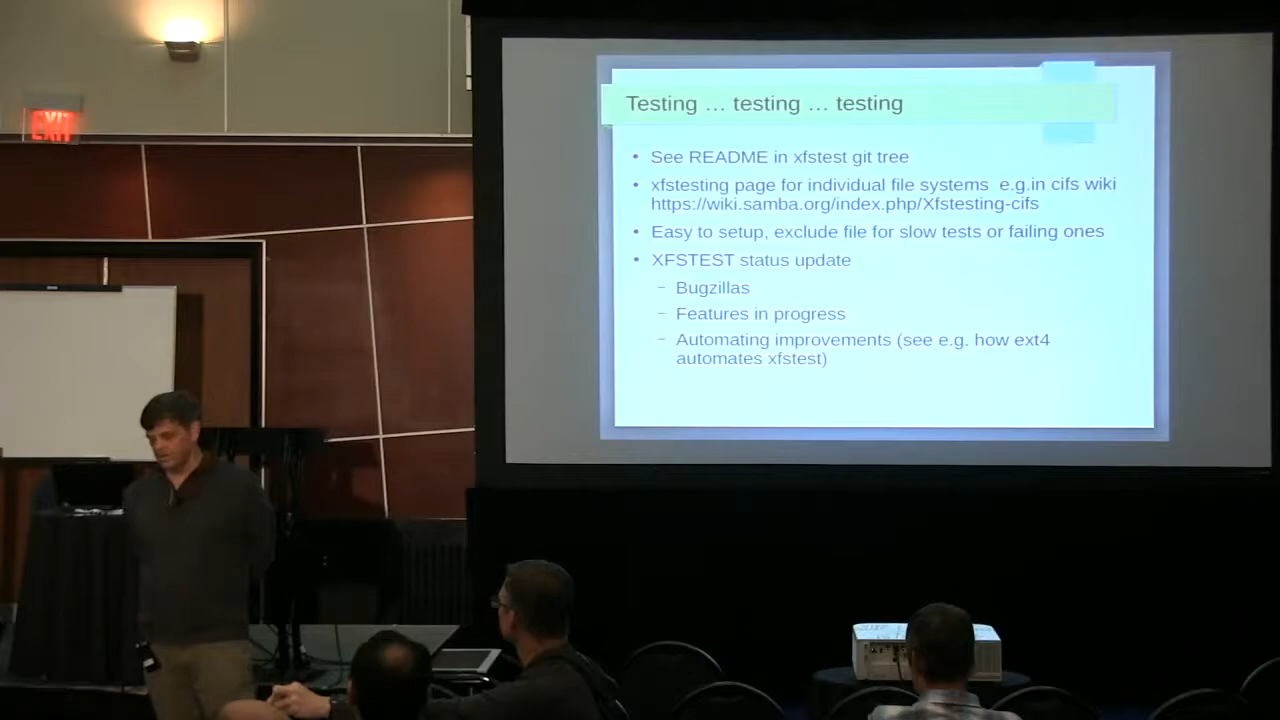 EXIT
Testing … testing … testing
• See README in xfstest git tree
• xfstesting page for individual file systems e.g.in cifs wiki
https://wiki.samba.org/index.php/Xfstesting-cifs
• Easy to setup, exclude file for slow tests or failing ones
• XFSTEST status update
– Bugzillas
– Features in progress
– Automating improvements (see e.g. how ext4
automates xfstest)